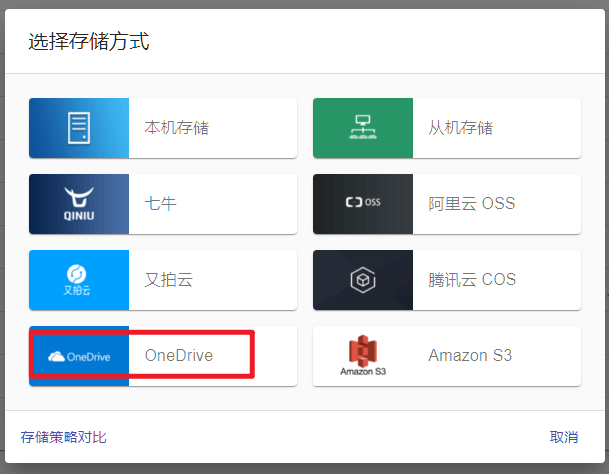 选择存储方式
本机存储
从机存储
QINIU
七牛
OSS
阿里云 OSS
又拍云
又拍云
腾讯云 COS
OneDrive
OneDrive
Amazon S3
Amazon S3
存储策略对比
取消